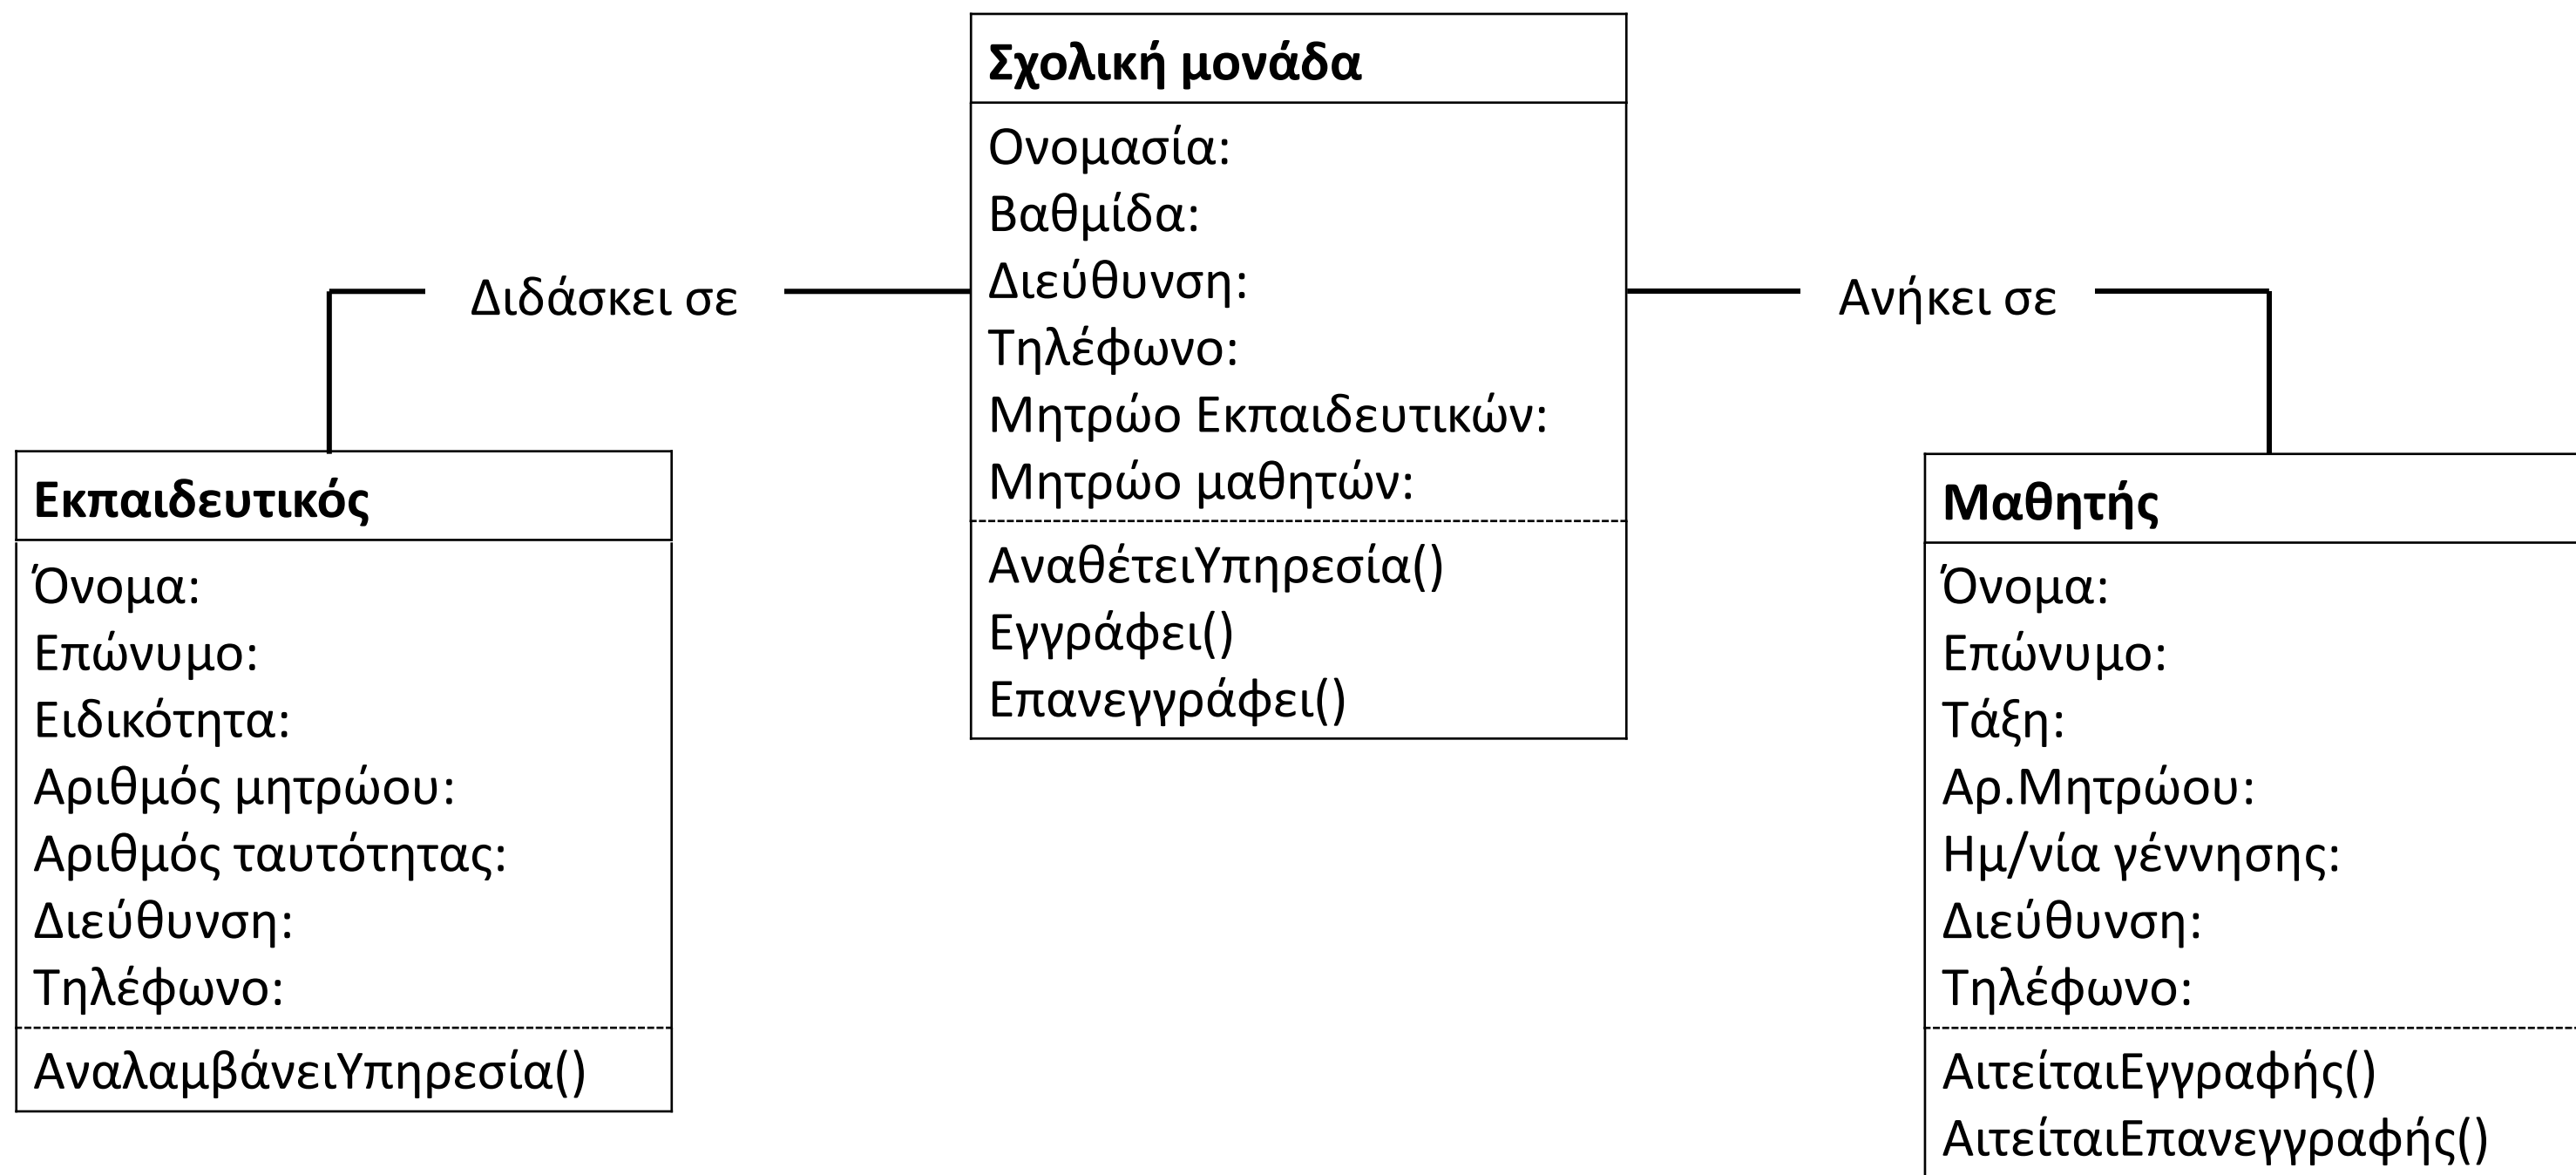 Σχολική μονάδα
Ονομασία:
Βαθμίδα:
Διεύθυνση:
Τηλέφωνο:
Μητρώο Εκπαιδευτικών:
Μητρώο μαθητών:
ΑναθέτειΥπηρεσία()
Εγγράφει()
Επανεγγράφει()
Διδάσκει σε
Ανήκει σε
Εκπαιδευτικός
Όνομα:
Επώνυμο:
Ειδικότητα:
Αριθμός μητρώου:
Αριθμός ταυτότητας:
Διεύθυνση:
Τηλέφωνο:
ΑναλαμβάνειΥπηρεσία()
Μαθητής
Όνομα:
Επώνυμο:
Τάξη:
Αρ.Μητρώου:
Ημ/νία γέννησης:
Διεύθυνση:
Τηλέφωνο:
ΑιτείταιΕγγραφής()
ΑιτείταιΕπανεγγραφής()